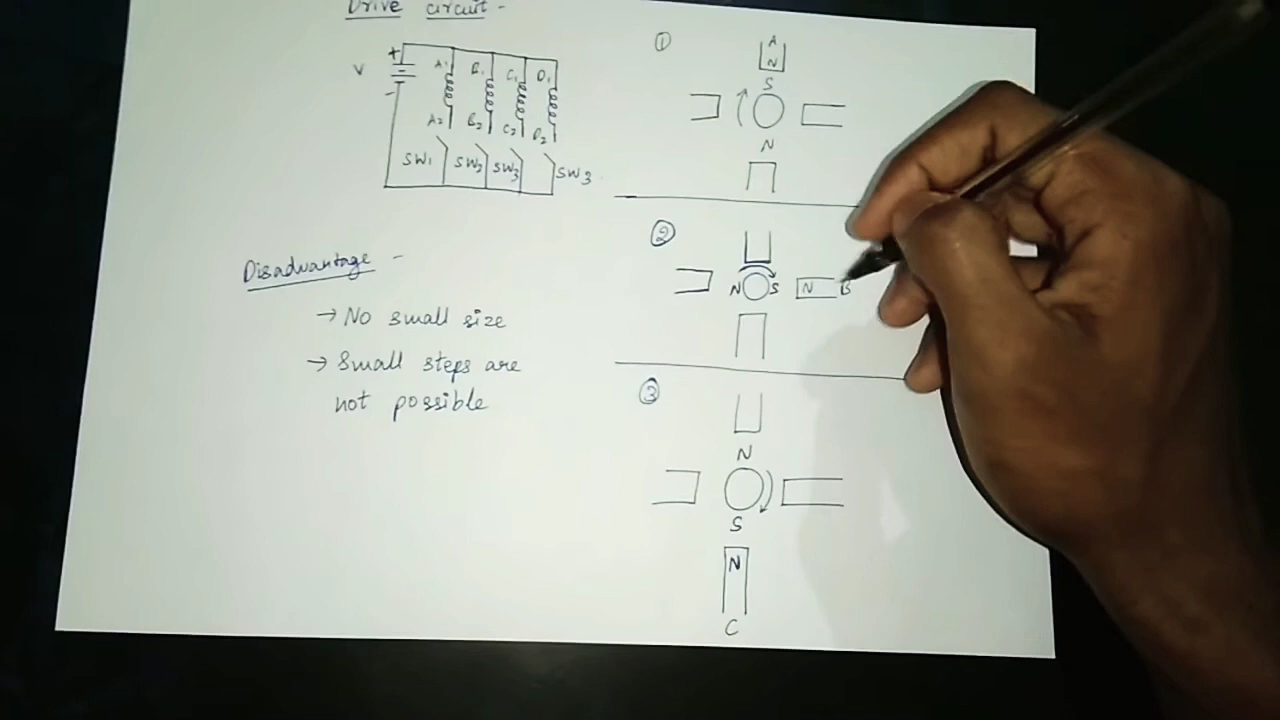 Drive circuit -
+
V
-
A1 B1 C1 D1
A2 B2 C2 D2
SW1 SW2 SW3 SW3
Disadvantage -
→ No small size
→ Small steps are
not possible
1
A
N
S
N
2
N S N B
3
N
S
N
C